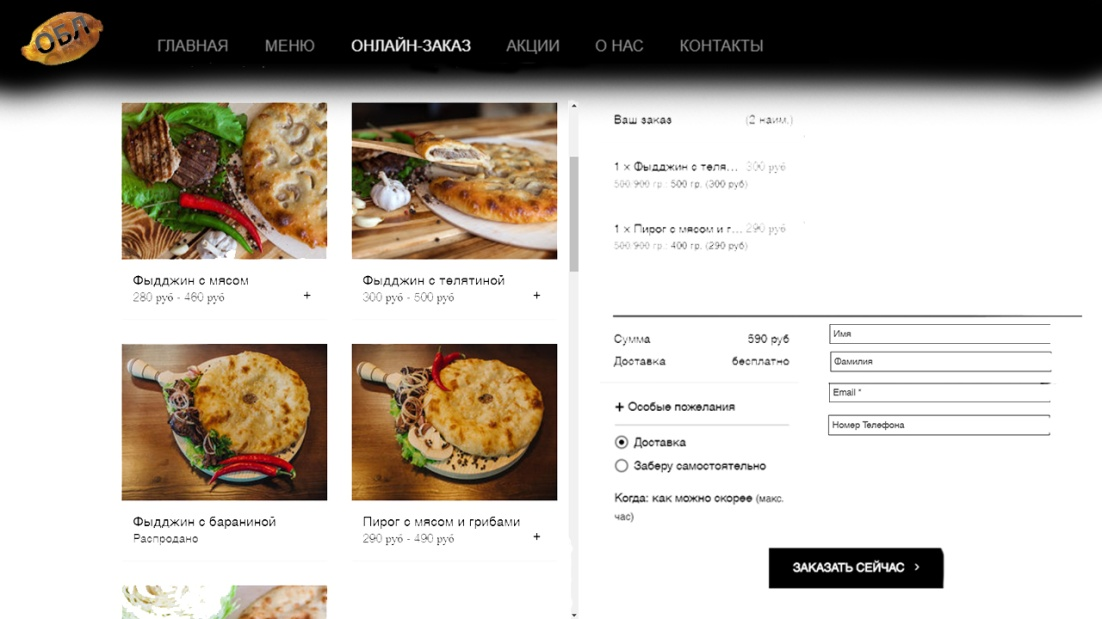 ОБЛ
ГЛАВНАЯ МЕНЮ ОНЛАЙН-ЗАКАЗ АКЦИИ О НАС КОНТАКТЫ
Фыдджин с мясом
280 руб - 460 руб +
Фыдджин с телятиной
300 руб - 500 руб +
Фыдджин с бараниной
Распродано
Пирог с мясом и грибами
290 руб - 490 руб +
Ваш заказ (2 наим.)
1 × Фыдджин с теля... 300 руб
500-900 гр.: 500 гр. (300 руб)
1 × Пирог с мясом и г... 290 руб
500-900 гр.: 400 гр. (290 руб)
Сумма 590 руб
Доставка бесплатно
+ Особые пожелания
Доставка
Заберу самостоятельно
Когда: как можно скорее (макс.
час)
Имя
Фамилия
Email *
Номер Телефона
ЗАКАЗАТЬ СЕЙЧАС >